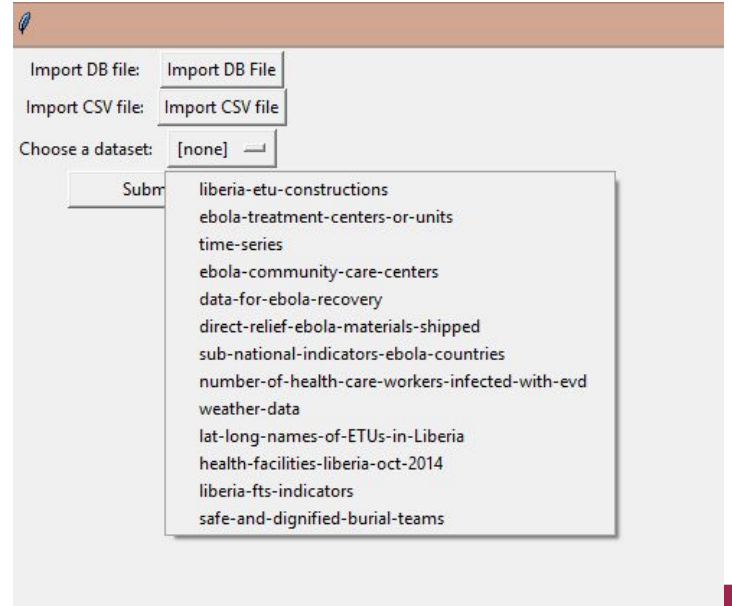 Import DB file: Import DB File
Import CSV file: Import CSV file
Choose a dataset: [none]
Subm
liberia-etu-constructions
ebola-treatment-centers-or-units
time-series
ebola-community-care-centers
data-for-ebola-recovery
direct-relief-ebola-materials-shipped
sub-national-indicators-ebola-countries
number-of-health-care-workers-infected-with-evd
weather-data
lat-long-names-of-ETUs-in-Liberia
health-facilities-liberia-oct-2014
liberia-fts-indicators
safe-and-dignified-burial-teams